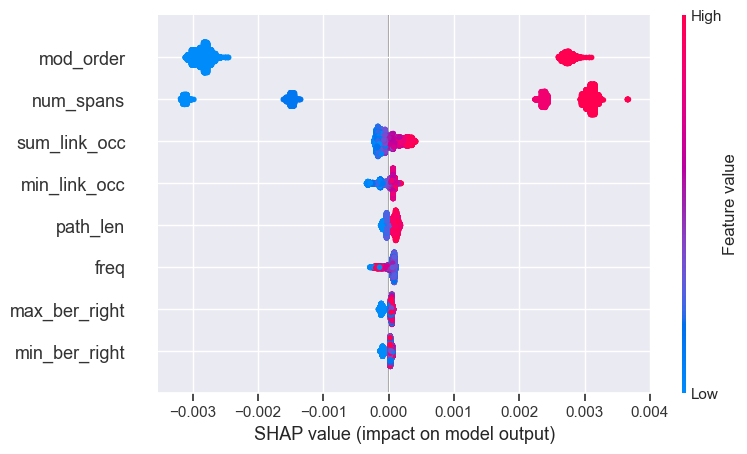 High
mod_order
num_spans
sum_link_occ
min_link_occ
path_len
freq
max_ber_right
min_ber_right
Feature value
Low
−0.003 −0.002 −0.001 0.000 0.001 0.002 0.003 0.004
SHAP value (impact on model output)